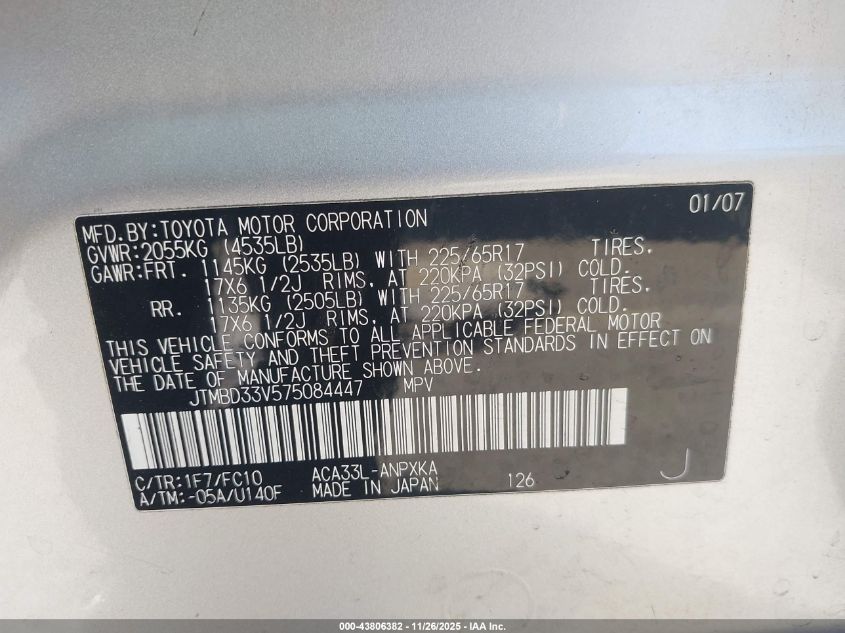 MFD.BY:TOYOTA MOTOR CORPORATION 01/07
GVWR:2055KG (4535LB)
GAWR:FRT. 1145KG (2535LB) WITH 225/65R17 TIRES,
17X6 1/2J RIMS, AT 220KPA (32PSI) COLD.
RR. 1135KG (2505LB) WITH 225/65R17 TIRES,
17X6 1/2J RIMS, AT 220KPA (32PSI) COLD.
THIS VEHICLE CONFORMS TO ALL APPLICABLE FEDERAL MOTOR
VEHICLE SAFETY AND THEFT PREVENTION STANDARDS IN EFFECT ON
THE DATE OF MANUFACTURE SHOWN ABOVE.
JTMBD33V575084447 MPV
C/TR:1F7/FC10 ACA33L-ANPXKA
A/TM:-05A/U140F MADE IN JAPAN 126 J
000-43806382 - 11/26/2025 - IAA Inc.